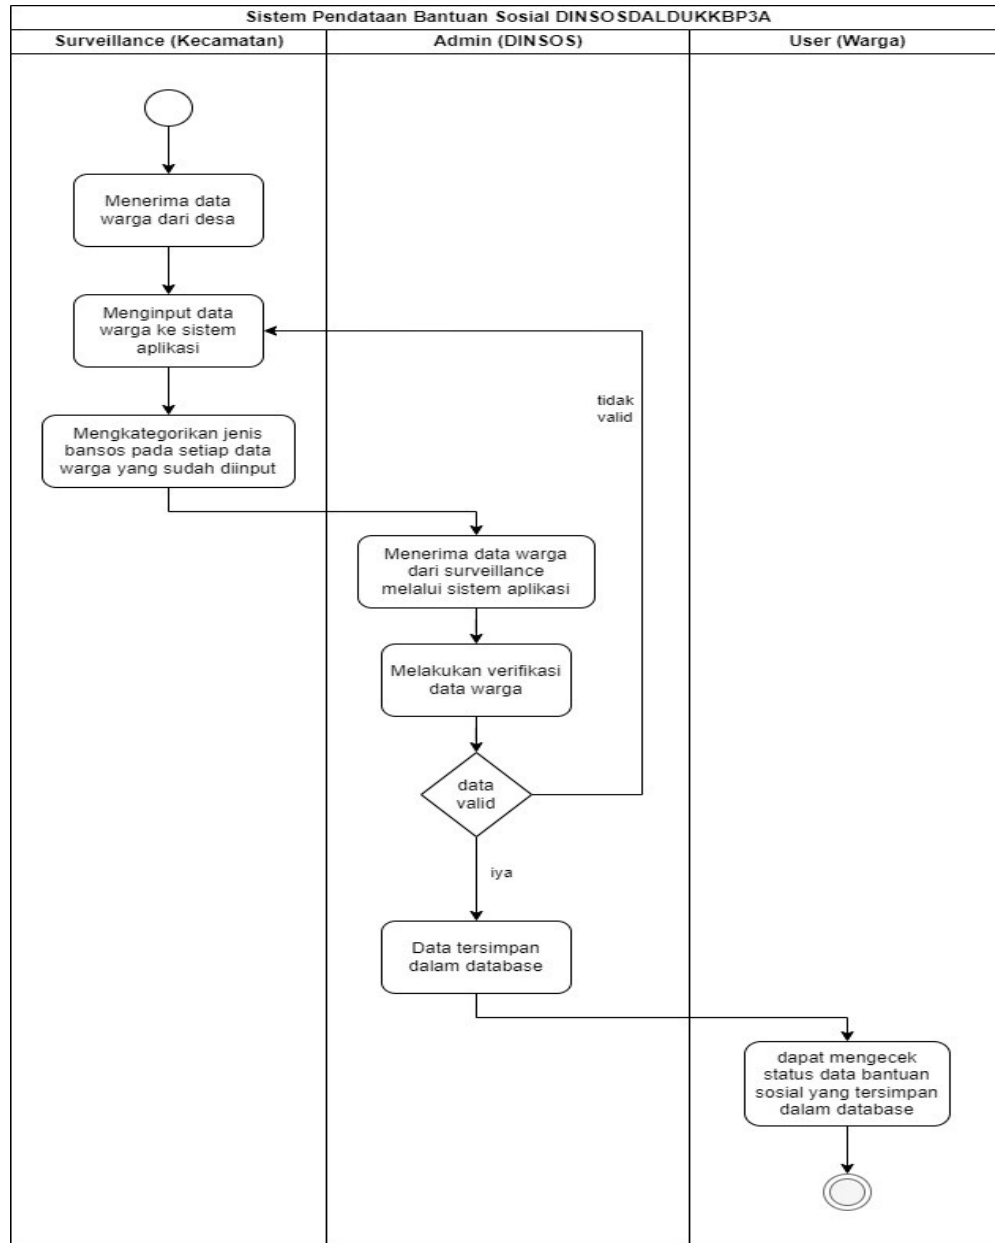 Sistem Pendataan Bantuan Sosial DINSOSDALDUKKBP3A
Surveillance (Kecamatan)
Admin (DINSOS)
User (Warga)
Menerima data
warga dari desa
Menginput data
warga ke sistem
aplikasi
tidak
valid
Mengkategorikan jenis
bansos pada setiap data
warga yang sudah diinput
Menerima data warga
dari surveillance
melalui sistem aplikasi
Melakukan verifikasi
data warga
data
valid
iya
Data tersimpan
dalam database
dapat mengecek
status data bantuan
sosial yang tersimpan
dalam database